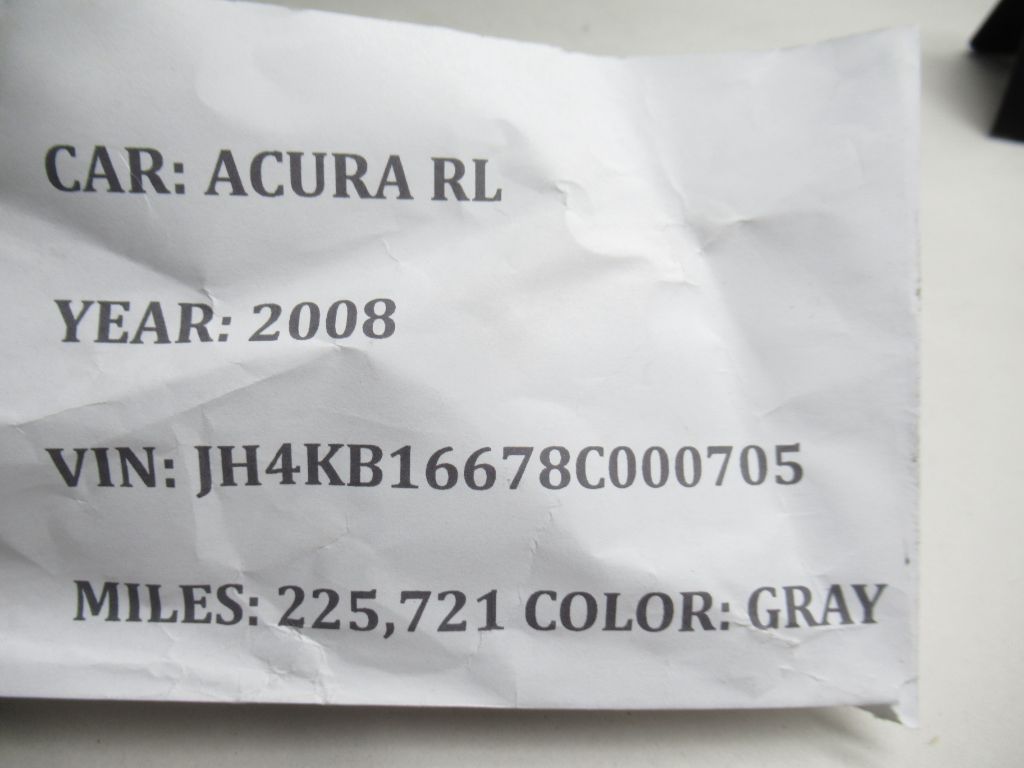 CAR: ACURA RL
YEAR: 2008
VIN: JH4KB16678C000705
MILES: 225,721 COLOR: GRAY